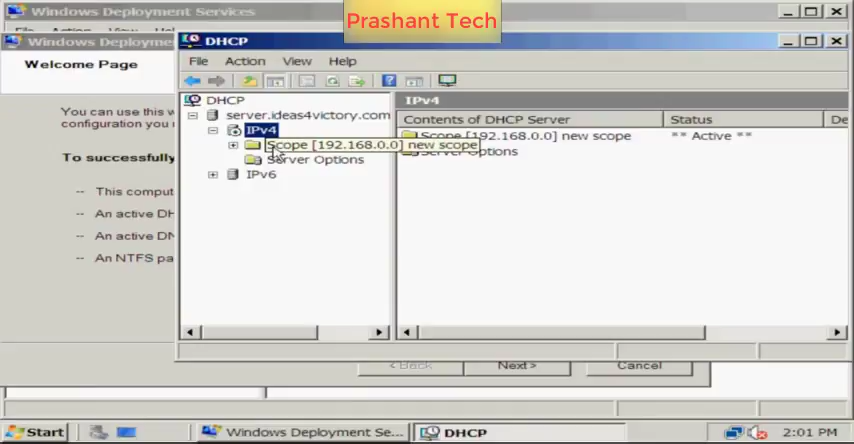 Prashant Tech
Windows Deployment Services
Windows Deployme
Welcome Page
You can use this w
configuration you
To successfully
-- This comput
-- An active DH
-- An active DN
-- An NTFS pa
< Back
Next >
Cancel
DHCP
File Action View Help
DHCP
server.ideas4victory.com
IPv4
Scope [192.168.0.0] new scope
Server Options
IPv6
IPv4
Contents of DHCP Server Status De
Scope [192.168.0.0] new scope ** Active **
Server Options
Start
Windows Deployment Se...
DHCP
2:01 PM